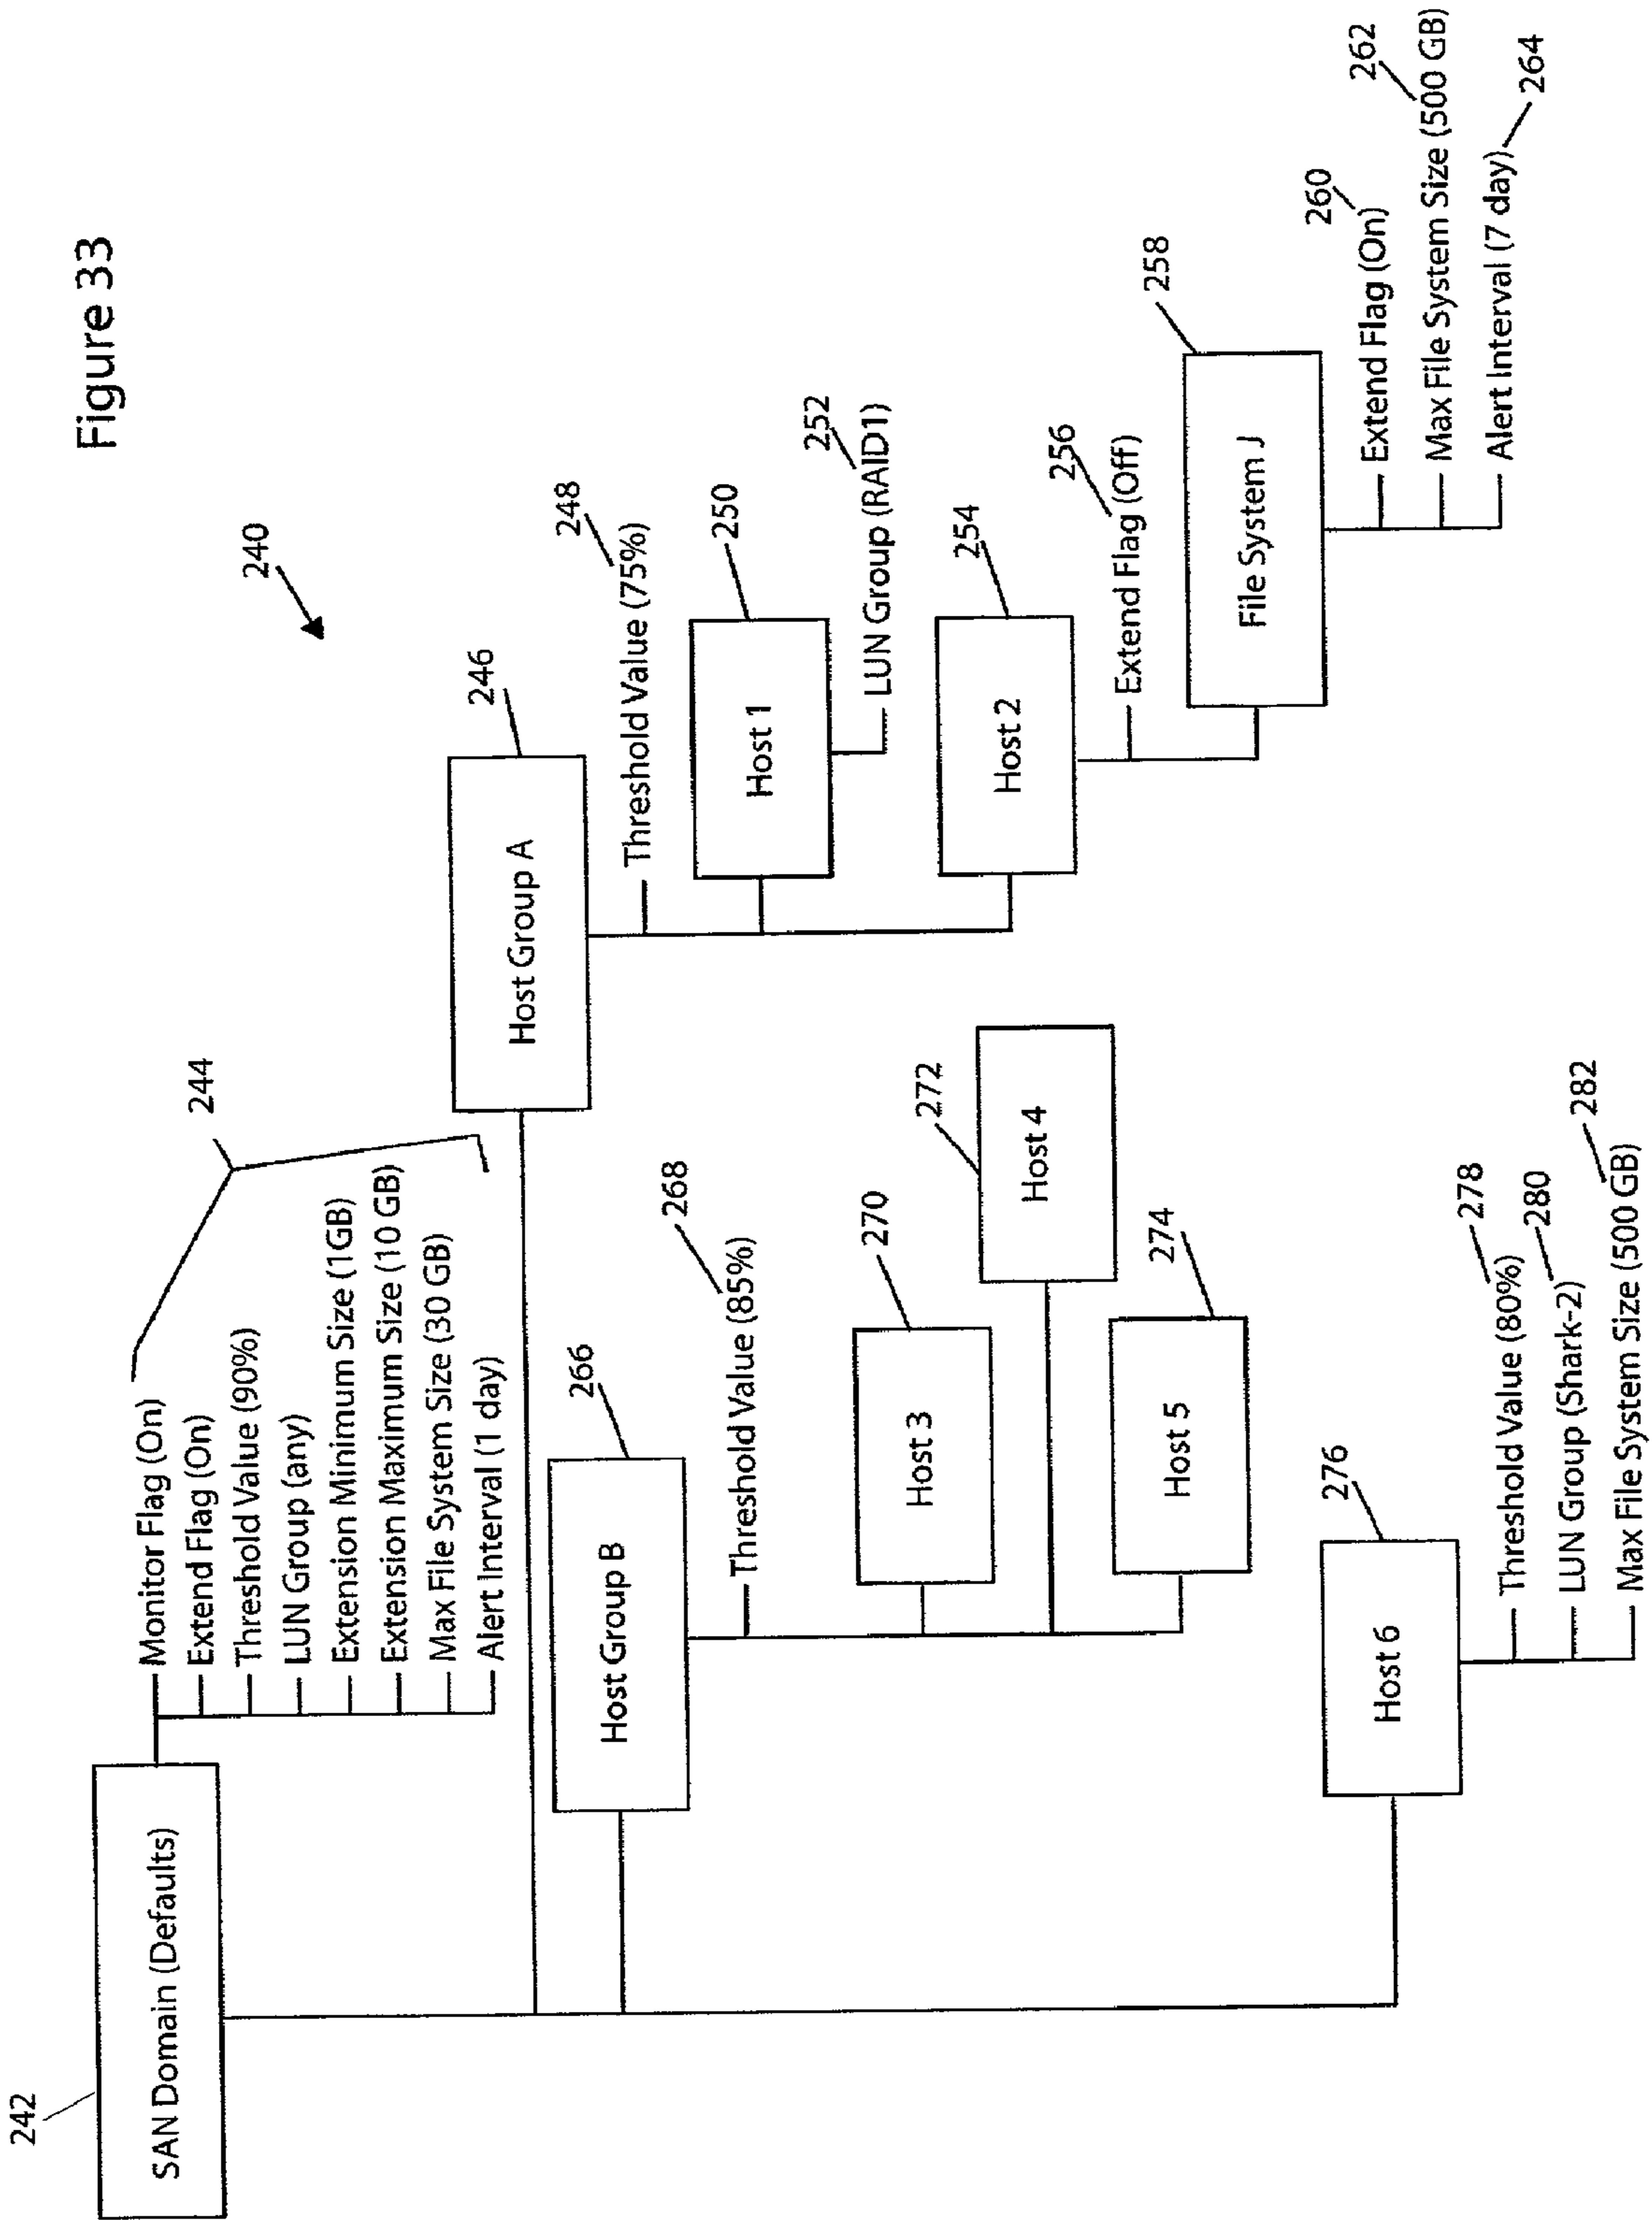 Figure 33
240
242
SAN Domain (Defaults)
244
Monitor Flag (On)
Extend Flag (On)
Threshold Value (90%)
LUN Group (any)
Extension Minimum Size (1GB)
Extension Maximum Size (10 GB)
Max File System Size (30 GB)
Alert Interval (1 day)
246
Host Group A
248
Threshold Value (75%)
250
Host 1
252
LUN Group (RAID1)
254
Host 2
256
Extend Flag (Off)
258
File System J
260
Extend Flag (On)
262
Max File System Size (500 GB)
264
Alert Interval (7 day)
266
Host Group B
268
Threshold Value (85%)
270
Host 3
272
Host 4
274
Host 5
276
Host 6
278
Threshold Value (80%)
280
LUN Group (Shark-2)
282
Max File System Size (500 GB)